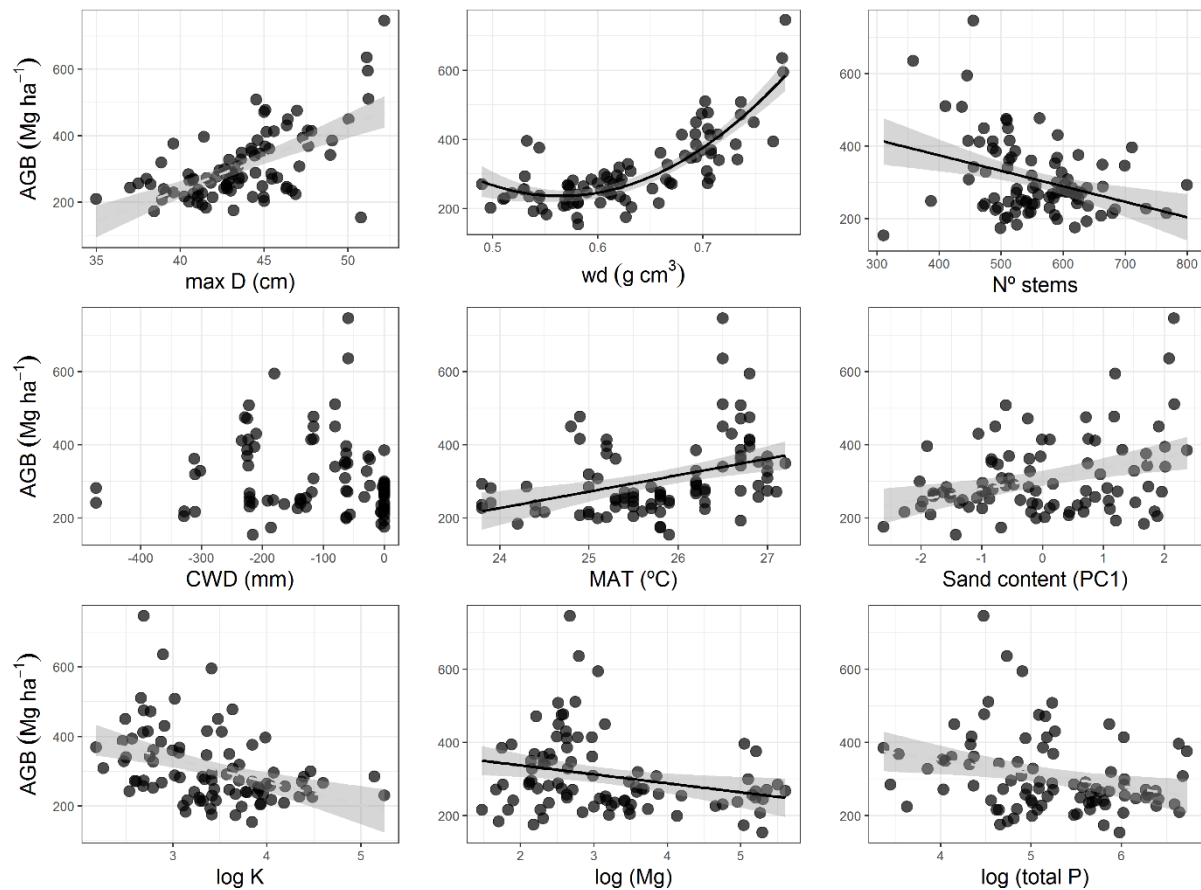 AGB (Mg ha⁻¹)
600
400
200
35 40 45 50
max D (cm)
800
600
400
200
0.5 0.6 0.7
wd (g cm³)
600
400
200
300 400 500 600 700 800
Nº stems
AGB (Mg ha⁻¹)
600
400
200
-400 -300 -200 -100 0
CWD (mm)
600
400
200
24 25 26 27
MAT (ºC)
600
400
200
-2 -1 0 1 2
Sand content (PC1)
AGB (Mg ha⁻¹)
600
400
200
3 4 5
log K
600
400
200
2 3 4 5
log (Mg)
600
400
200
4 5 6
log (total P)